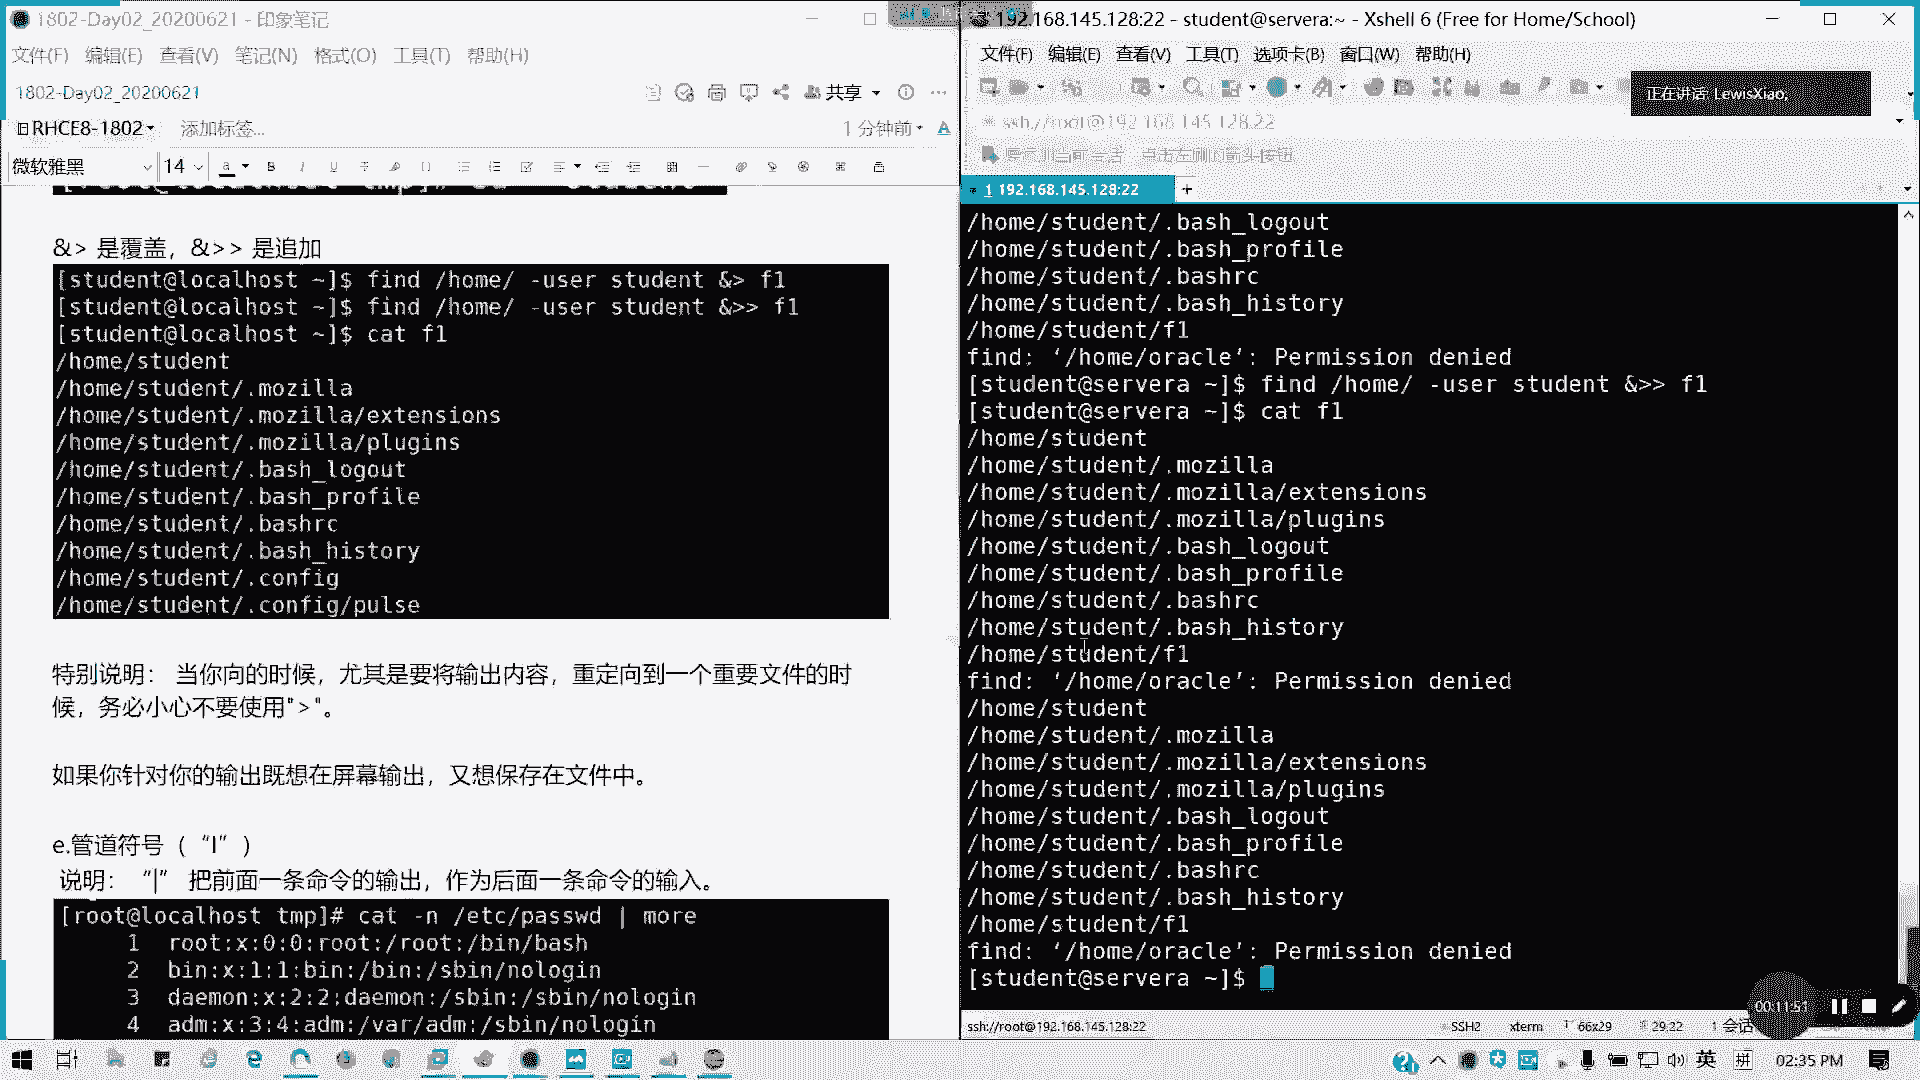 1802-Day02_20200621 - 印象笔记
文件(F) 编辑(E) 查看(V) 笔记(N) 格式(O) 工具(T) 帮助(H)
1802-Day02_20200621
共享
RHCE8-1802 添加标签...
1 分钟前
微软雅黑 14
&> 是覆盖，&>> 是追加
[student@localhost ~]$ find /home/ -user student &> f1
[student@localhost ~]$ find /home/ -user student &>> f1
[student@localhost ~]$ cat f1
/home/student
/home/student/.mozilla
/home/student/.mozilla/extensions
/home/student/.mozilla/plugins
/home/student/.bash_logout
/home/student/.bash_profile
/home/student/.bashrc
/home/student/.bash_history
/home/student/.config
/home/student/.config/pulse
特别说明： 当你向的时候，尤其是要将输出内容，重定向到一个重要文件的时
候，务必小心不要使用">"。
如果你针对你的输出既想在屏幕输出，又想保存在文件中。
e.管道符号（“|”）
说明：“|” 把前面一条命令的输出，作为后面一条命令的输入。
[root@localhost tmp]# cat -n /etc/passwd | more
1 root:x:0:0:root:/root:/bin/bash
2 bin:x:1:1:bin:/bin:/sbin/nologin
3 daemon:x:2:2:daemon:/sbin:/sbin/nologin
4 adm:x:3:4:adm:/var/adm:/sbin/nologin
192.168.145.128:22 - student@servera:~ - Xshell 6 (Free for Home/School)
文件(F) 编辑(E) 查看(V) 工具(T) 选项卡(B) 窗口(W) 帮助(H)
正在讲话: LewisXiao,
ssh://root@192.168.145.128:22
要添加当前会话，点击左侧的箭头按钮
1 192.168.145.128:22 +
/home/student/.bash_logout
/home/student/.bash_profile
/home/student/.bashrc
/home/student/.bash_history
/home/student/f1
find: ‘/home/oracle’: Permission denied
[student@servera ~]$ find /home/ -user student &>> f1
[student@servera ~]$ cat f1
/home/student
/home/student/.mozilla
/home/student/.mozilla/extensions
/home/student/.mozilla/plugins
/home/student/.bash_logout
/home/student/.bash_profile
/home/student/.bashrc
/home/student/.bash_history
/home/student/f1
find: ‘/home/oracle’: Permission denied
/home/student
/home/student/.mozilla
/home/student/.mozilla/extensions
/home/student/.mozilla/plugins
/home/student/.bash_logout
/home/student/.bash_profile
/home/student/.bashrc
/home/student/.bash_history
/home/student/f1
find: ‘/home/oracle’: Permission denied
[student@servera ~]$
00:11:51
ssh://root@192.168.145.128:22 SSH2 xterm 66x29 29,22 1 会话
英 拼 02:35 PM